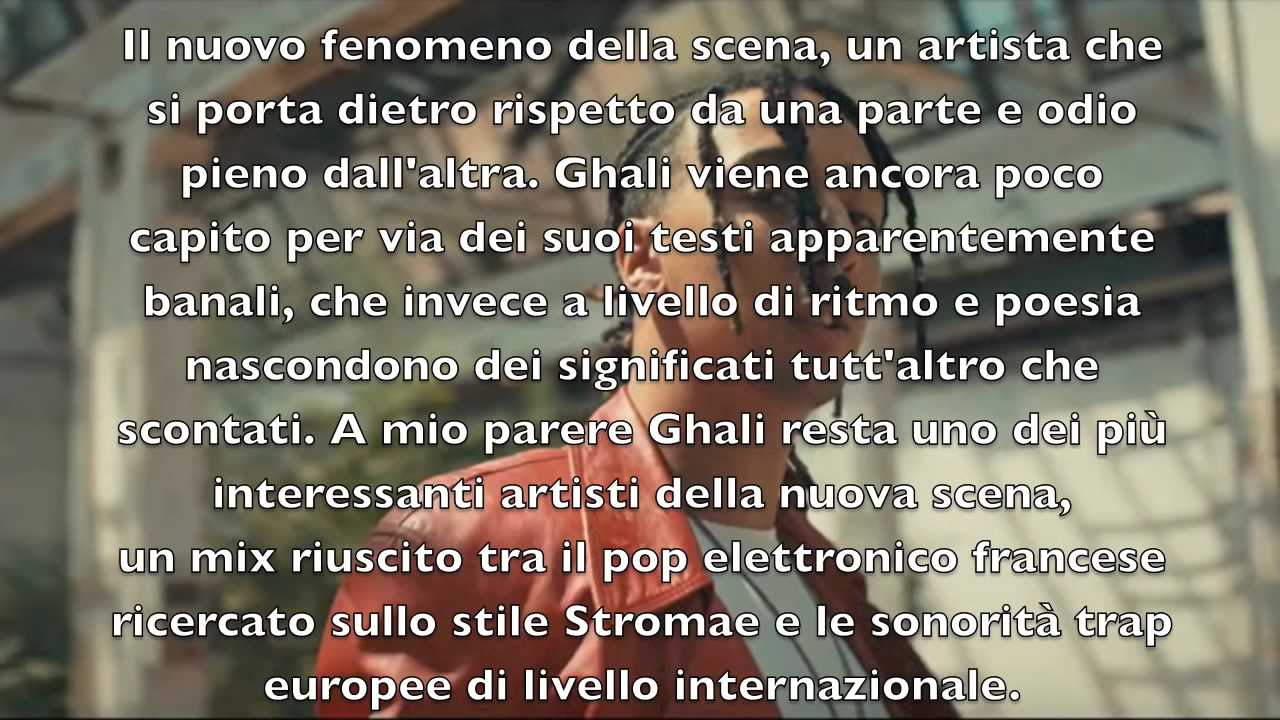 Il nuovo fenomeno della scena, un artista che
si porta dietro rispetto da una parte e odio
pieno dall'altra. Ghali viene ancora poco
capito per via dei suoi testi apparentemente
banali, che invece a livello di ritmo e poesia
nascondono dei significati tutt'altro che
scontati. A mio parere Ghali resta uno dei più
interessanti artisti della nuova scena,
un mix riuscito tra il pop elettronico francese
ricercato sullo stile Stromae e le sonorità trap
europee di livello internazionale.